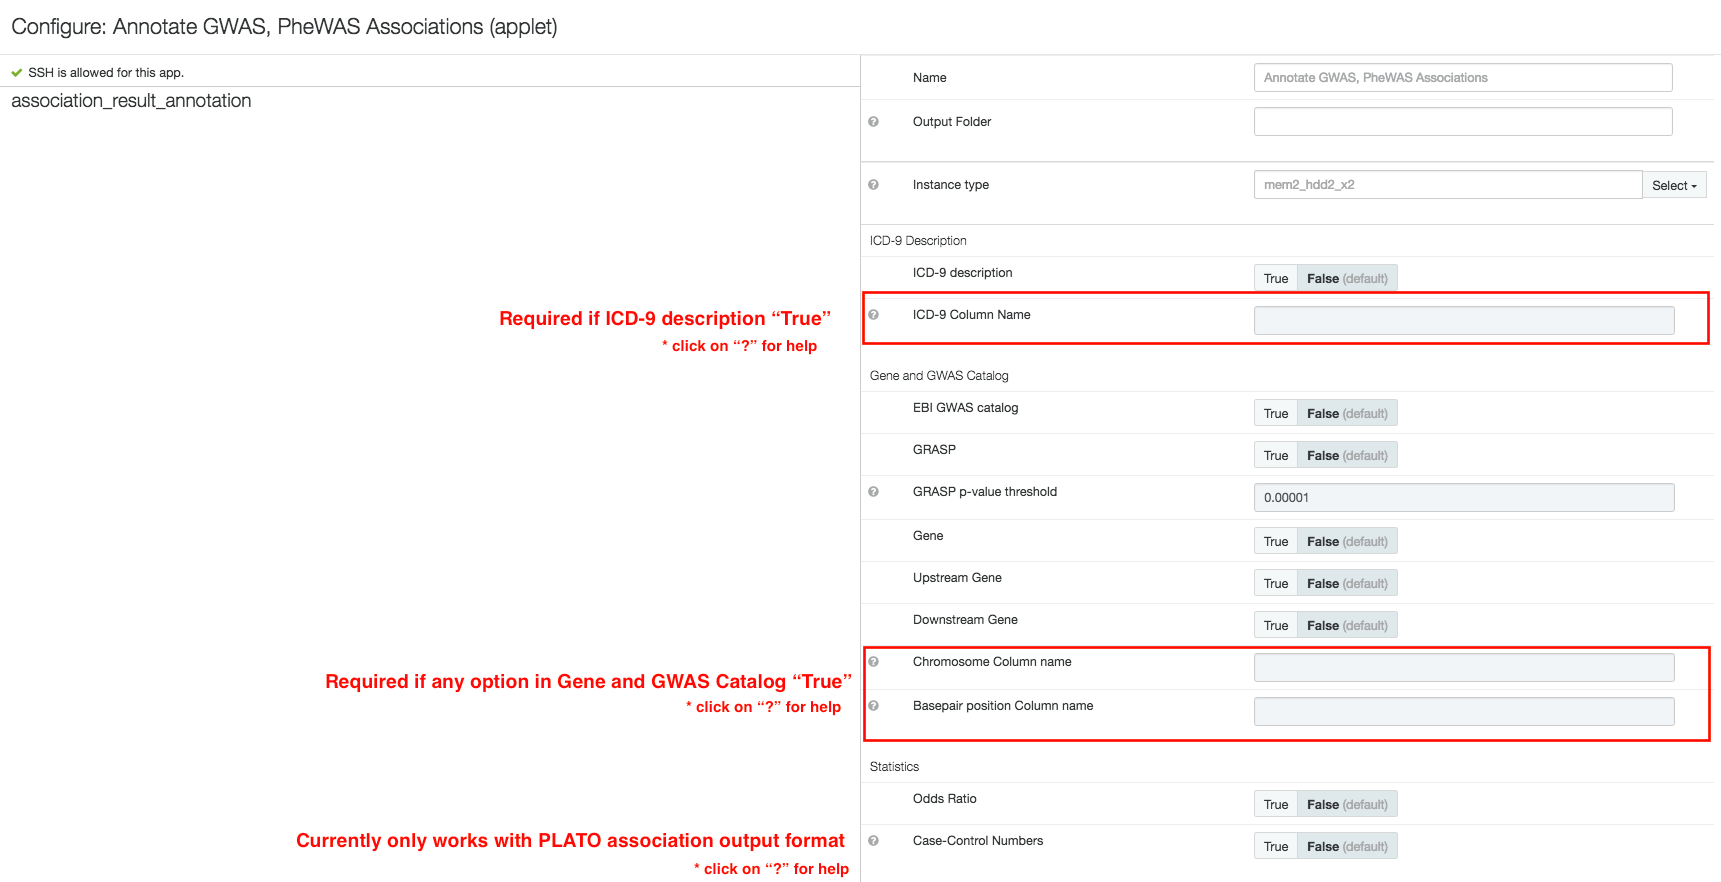 Configure: Annotate GWAS, PheWAS Associations (applet)
SSH is allowed for this app.
association_result_annotation
Name
Annotate GWAS, PheWAS Associations
? Output Folder
? Instance type
mem2_hdd2_x2
Select
ICD-9 Description
ICD-9 description
True False (default)
Required if ICD-9 description “True”
* click on “?” for help
? ICD-9 Column Name
Gene and GWAS Catalog
EBI GWAS catalog
True False (default)
GRASP
True False (default)
? GRASP p-value threshold
0.00001
Gene
True False (default)
Upstream Gene
True False (default)
Downstream Gene
True False (default)
Required if any option in Gene and GWAS Catalog “True”
* click on “?” for help
? Chromosome Column name
? Basepair position Column name
Statistics
Odds Ratio
True False (default)
Currently only works with PLATO association output format
* click on “?” for help
? Case-Control Numbers
True False (default)